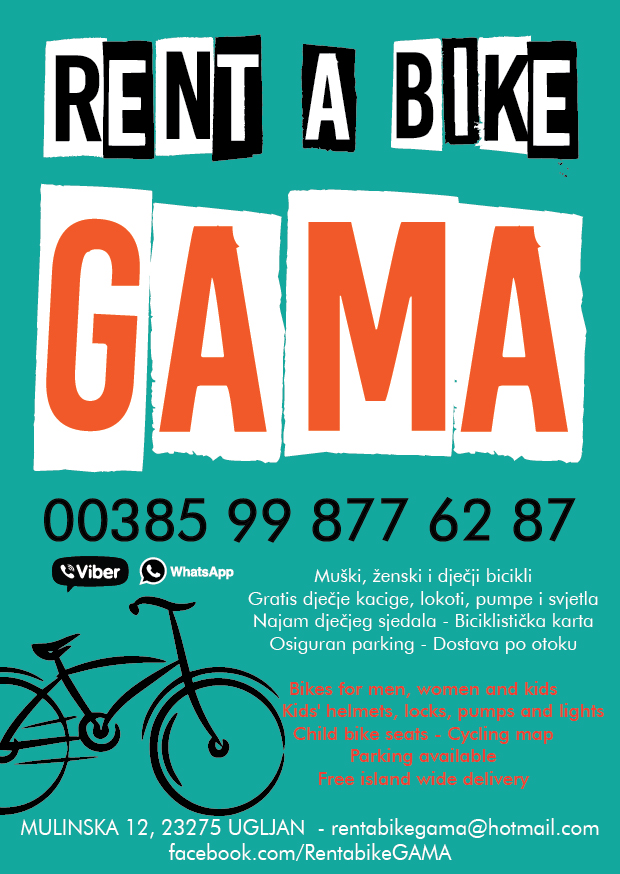 RENT A BIKE
GAMA
00385 99 877 62 87
Viber WhatsApp
Muški, ženski i dječji bicikli
Gratis dječje kacige, lokoti, pumpe i svjetla
Najam dječjeg sjedala - Biciklistička karta
Osiguran parking - Dostava po otoku
Bikes for men, women and kids
Kids' helmets, locks, pumps and lights
Child bike seats - Cycling map
Parking available
Free island wide delivery
MULINSKA 12, 23275 UGLJAN - rentabikegama@hotmail.com
facebook.com/RentabikeGAMA